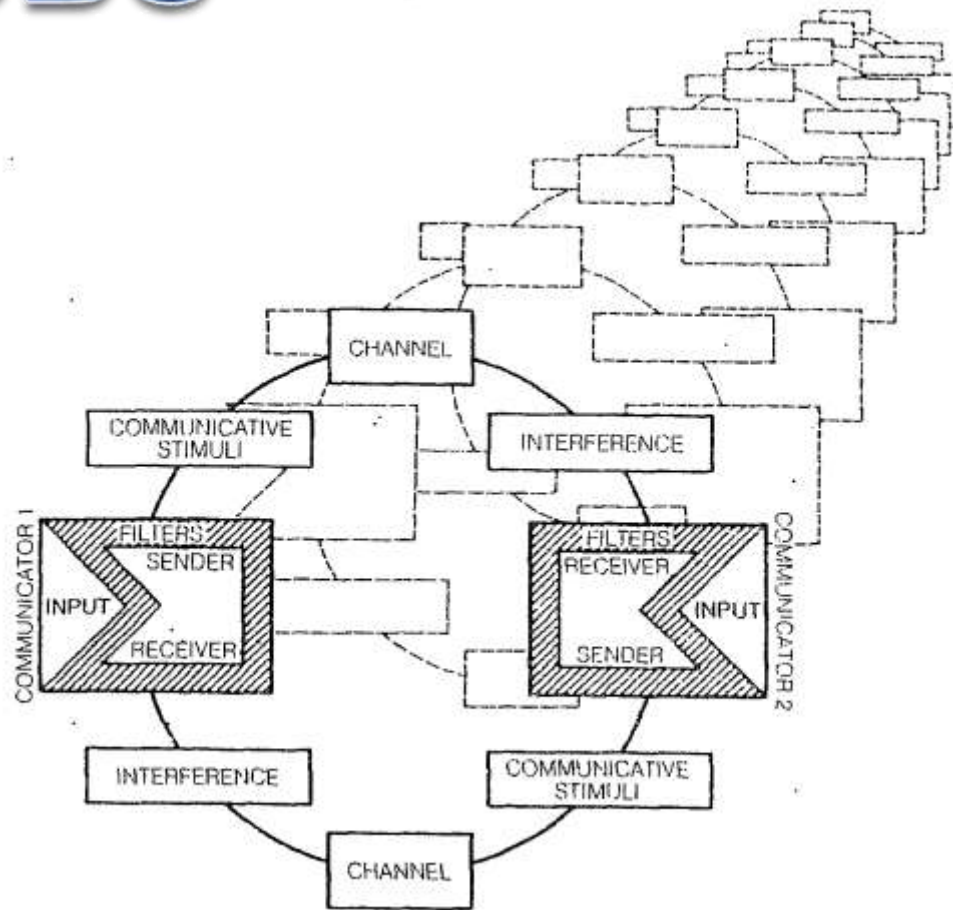 CHANNEL
COMMUNICATIVE
STIMULI
INTERFERENCE
COMMUNICATOR 1
FILTERS
SENDER
INPUT
RECEIVER
FILTERS
RECEIVER
INPUT
SENDER
COMMUNICATOR 2
INTERFERENCE
COMMUNICATIVE
STIMULI
CHANNEL